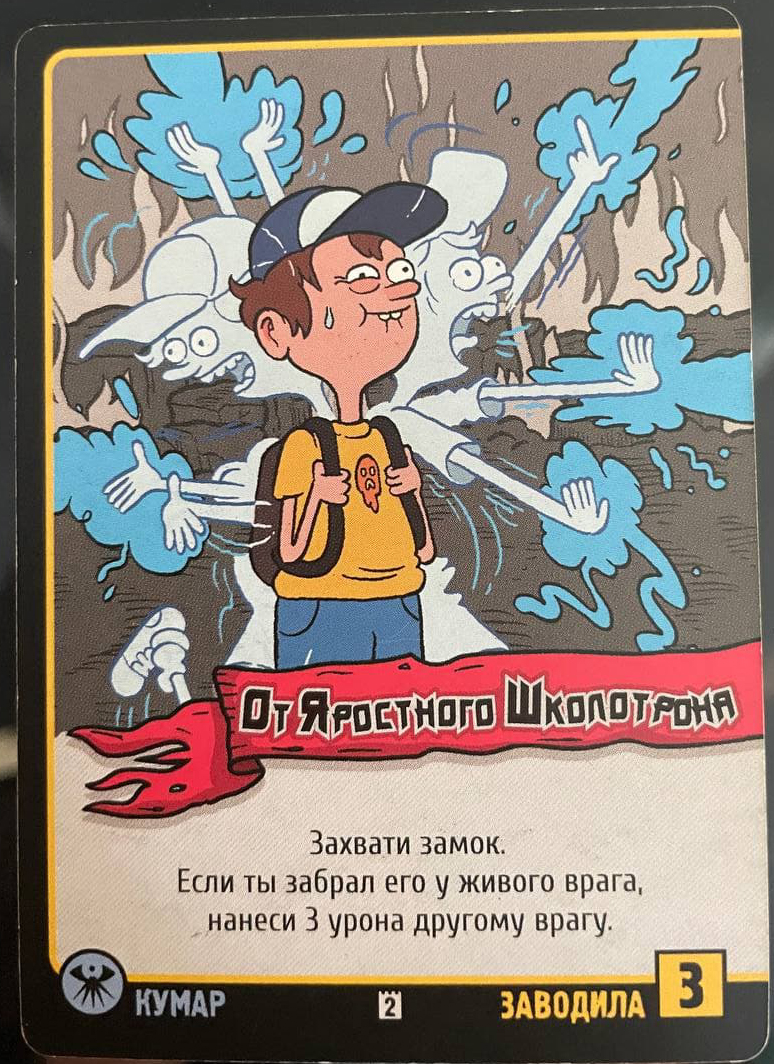 От Яростного Школотрона
Захвати замок.
Если ты забрал его у живого врага,
нанеси 3 урона другому врагу.
КУМАР
2
ЗАВОДИЛА
3